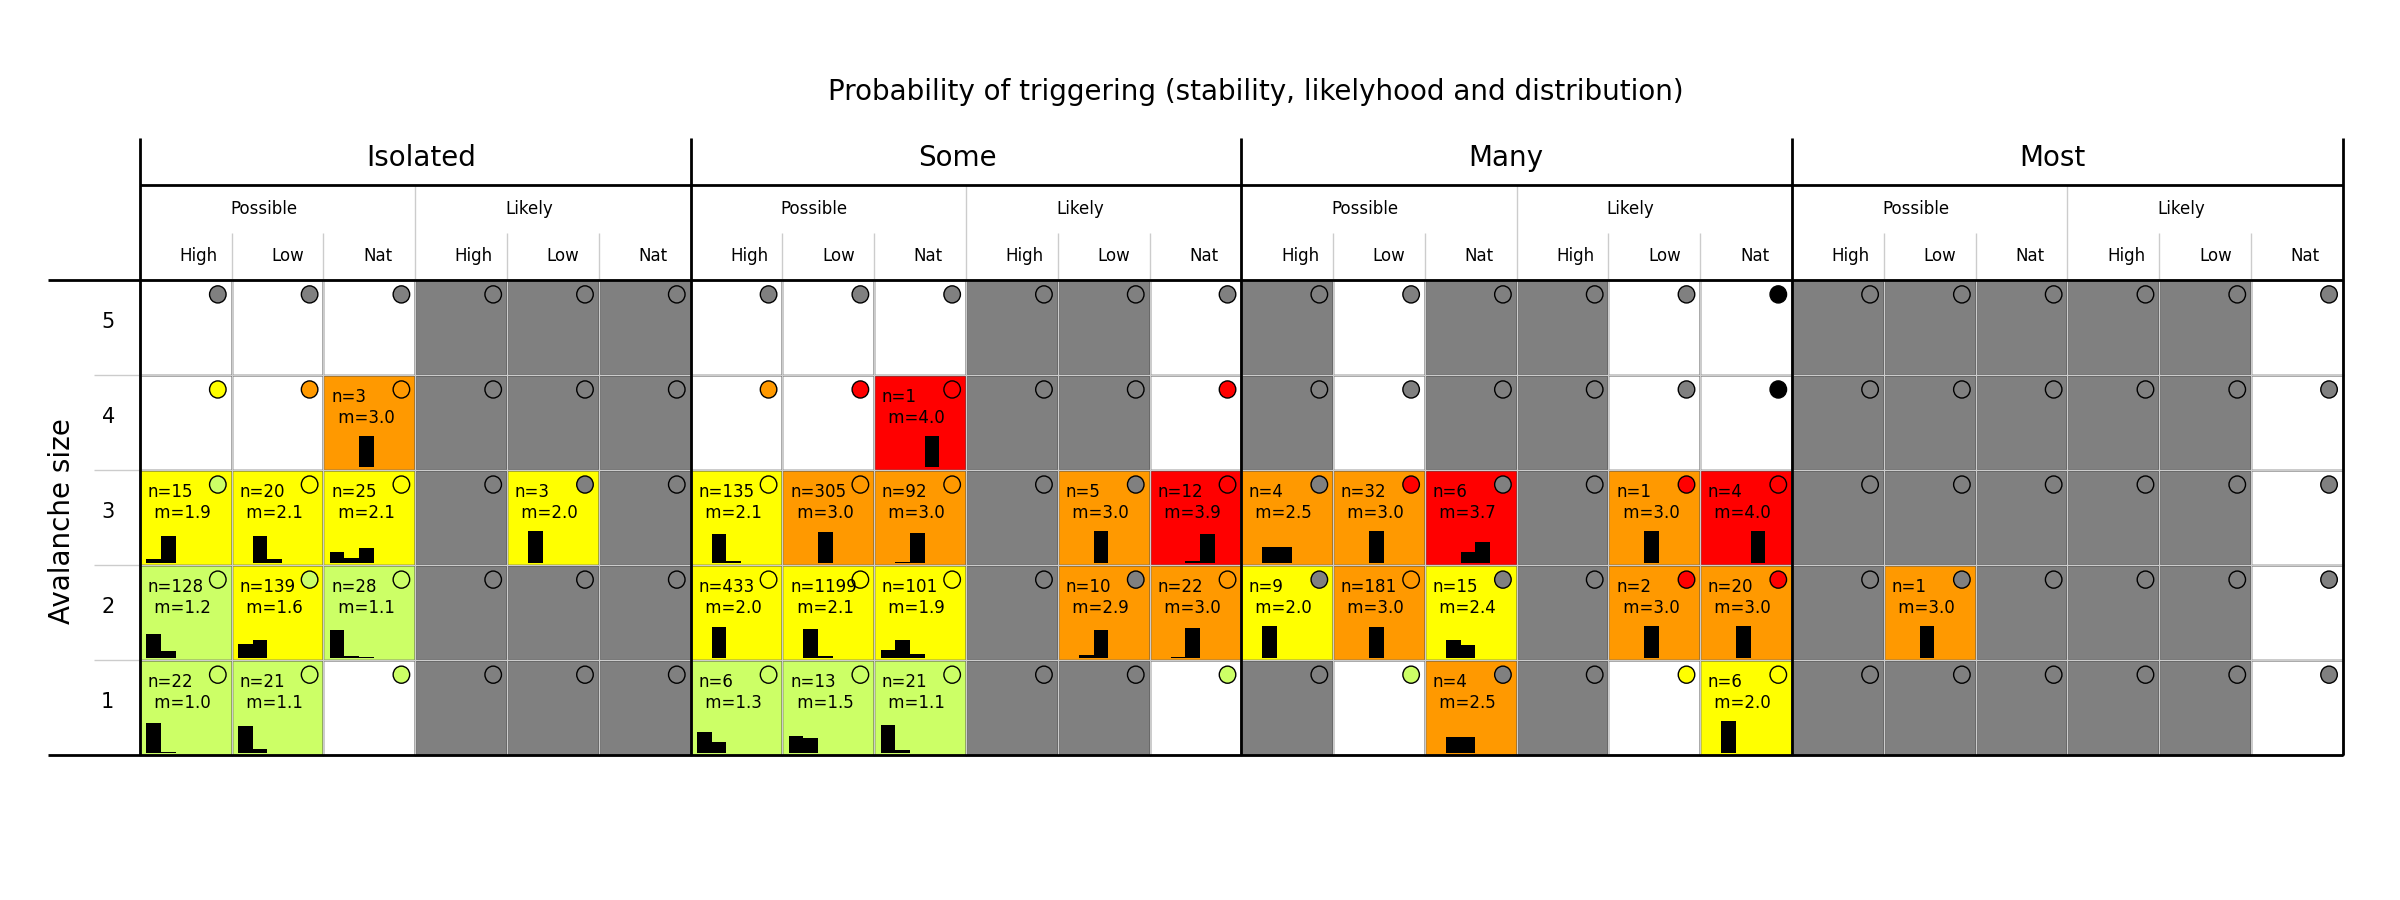 Probability of triggering (stability, likelyhood and distribution)
Isolated Some Many Most
Possible Likely Possible Likely Possible Likely Possible Likely
High Low Nat High Low Nat High Low Nat High Low Nat High Low Nat High Low Nat High Low Nat High Low Nat
Avalanche size
5
4
n=3 n=1
m=3.0 m=4.0
3
n=15 n=20 n=25 n=3 n=135 n=305 n=92 n=5 n=12 n=4 n=32 n=6 n=1 n=4
m=1.9 m=2.1 m=2.1 m=2.0 m=2.1 m=3.0 m=3.0 m=3.0 m=3.9 m=2.5 m=3.0 m=3.7 m=3.0 m=4.0
2
n=128 n=139 n=28 n=433 n=1199 n=101 n=10 n=22 n=9 n=181 n=15 n=2 n=20 n=1
m=1.2 m=1.6 m=1.1 m=2.0 m=2.1 m=1.9 m=2.9 m=3.0 m=2.0 m=3.0 m=2.4 m=3.0 m=3.0 m=3.0
1
n=22 n=21 n=6 n=13 n=21 n=4 n=6
m=1.0 m=1.1 m=1.3 m=1.5 m=1.1 m=2.5 m=2.0